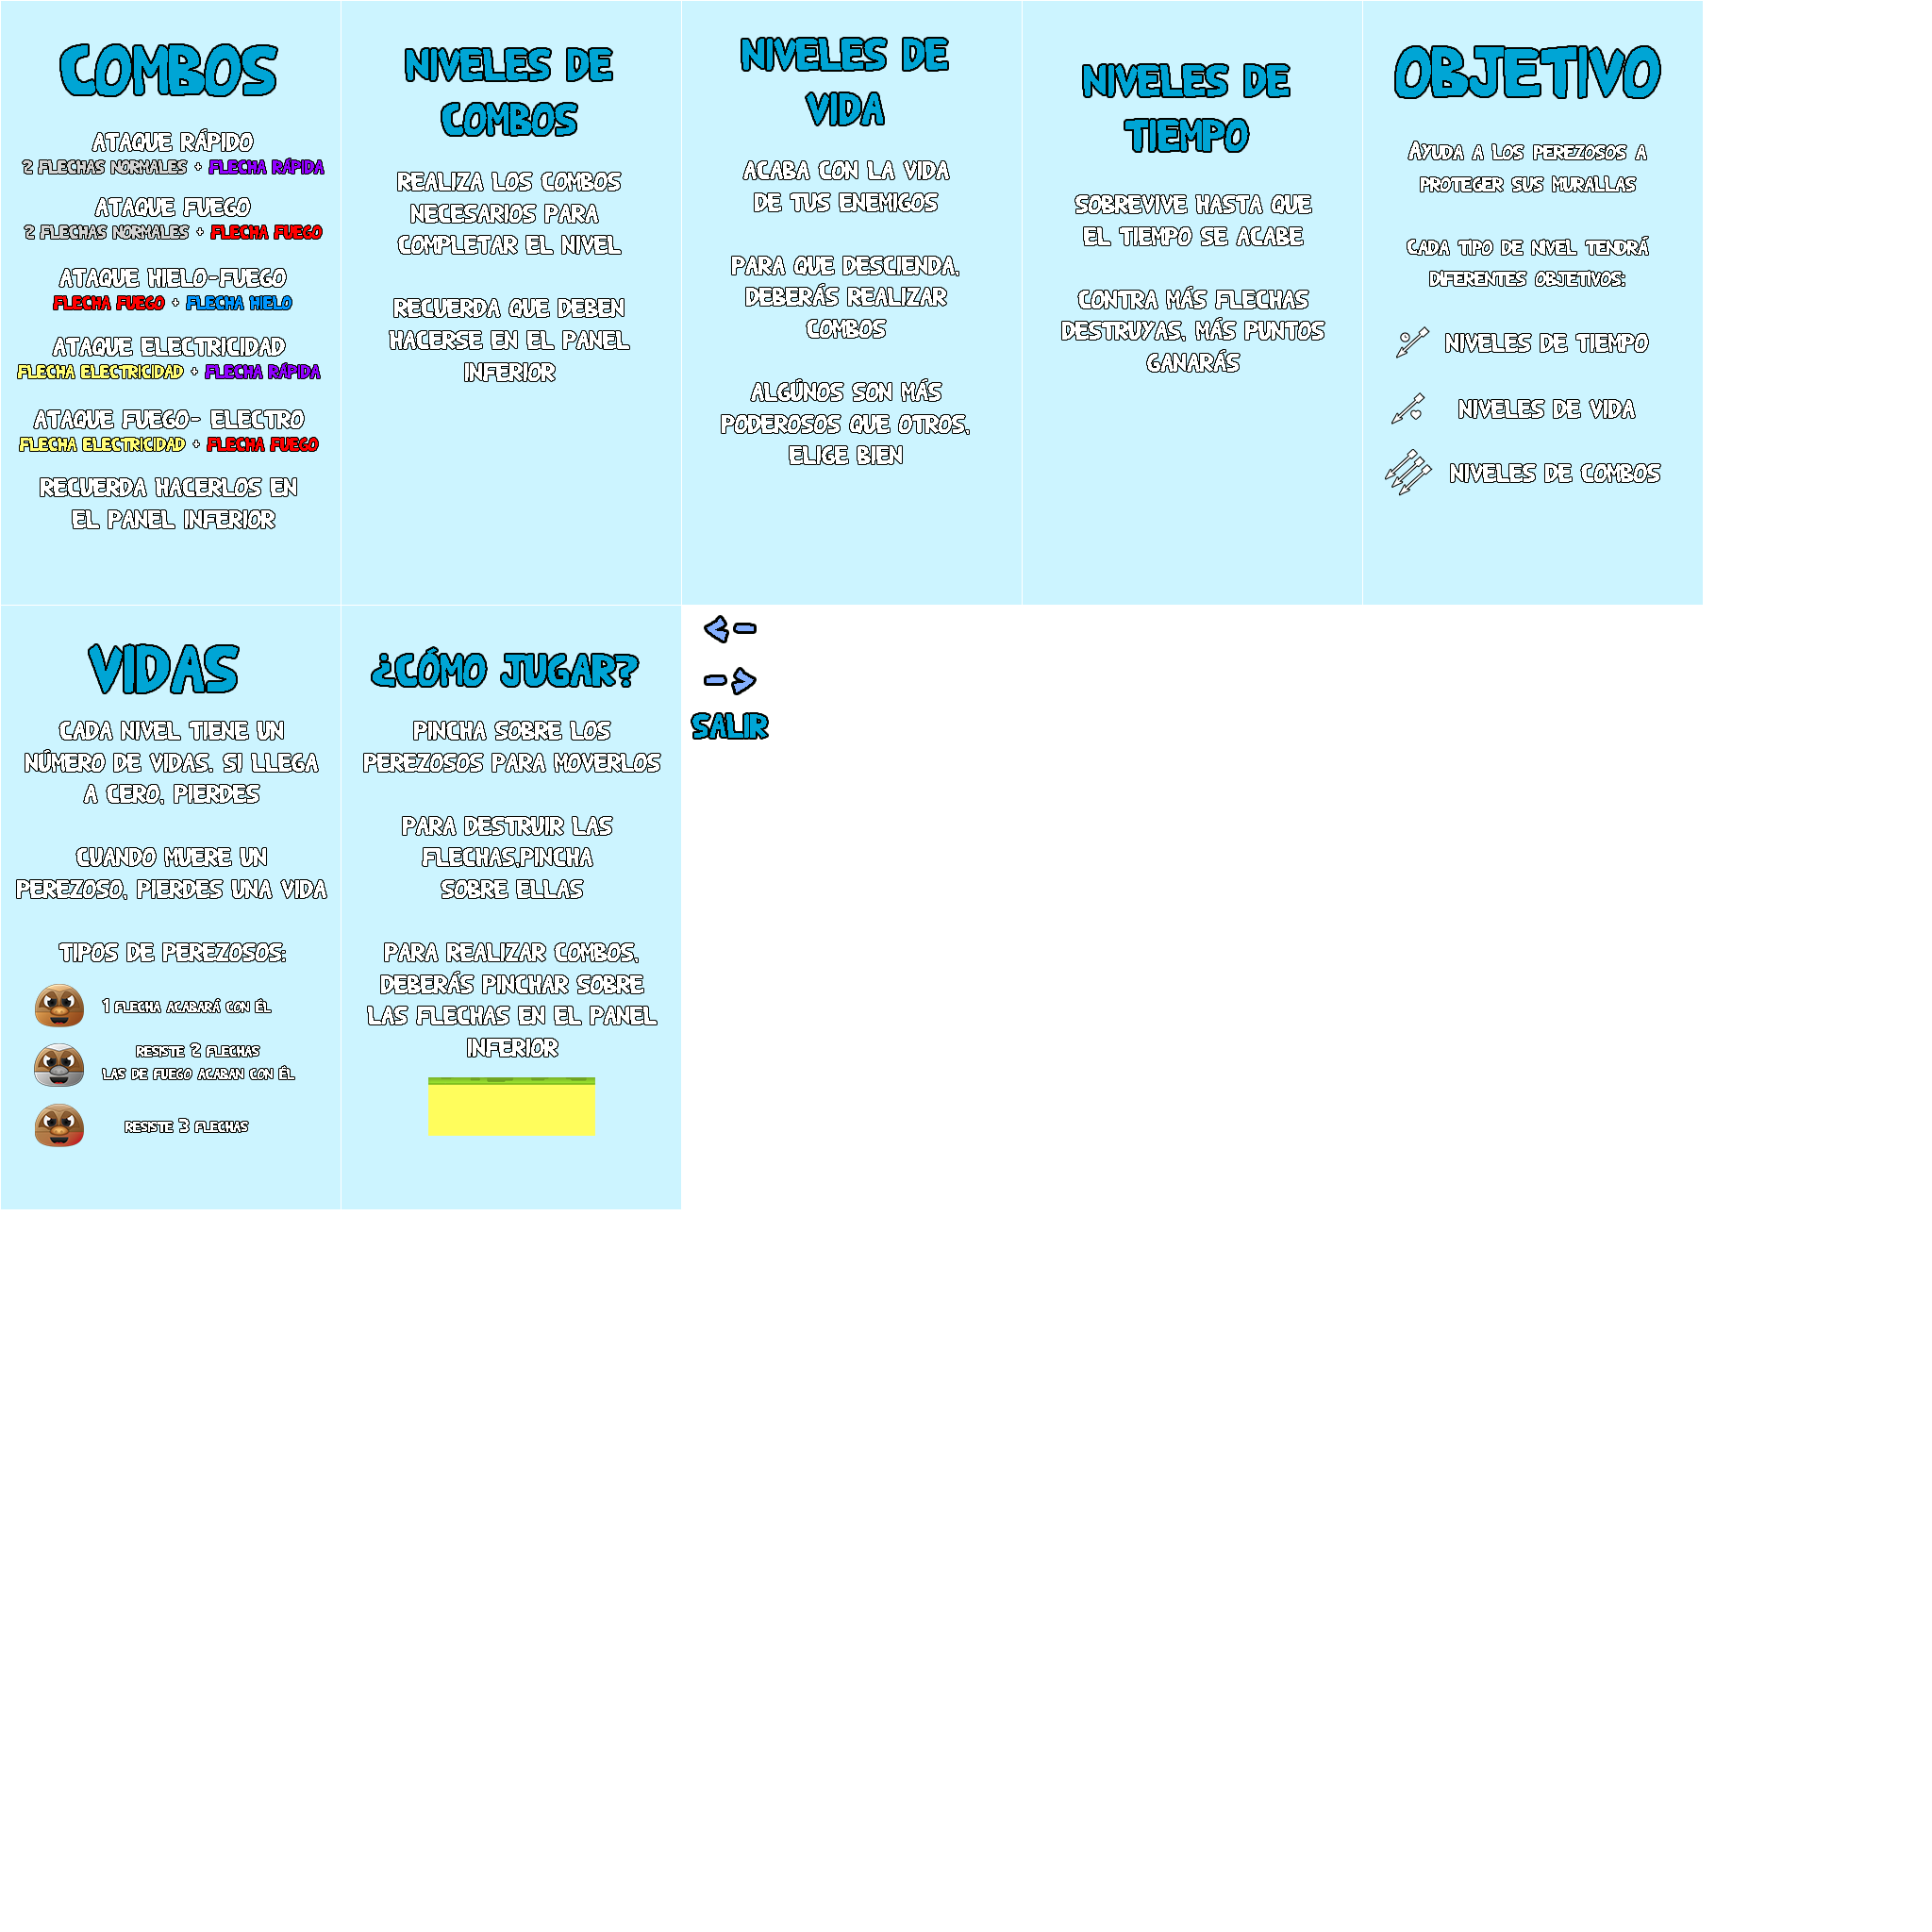 COMBOS
ATAQUE RÁPIDO
2 FLECHAS NORMALES + FLECHA RÁPIDA
ATAQUE FUEGO
2 FLECHAS NORMALES + FLECHA FUEGO
ATAQUE HIELO-FUEGO
FLECHA FUEGO + FLECHA HIELO
ATAQUE ELECTRICIDAD
FLECHA ELECTRICIDAD + FLECHA RÁPIDA
ATAQUE FUEGO- ELECTRO
FLECHA ELECTRICIDAD + FLECHA FUEGO
RECUERDA HACERLOS EN
EL PANEL INFERIOR
NIVELES DE
COMBOS
REALIZA LOS COMBOS
NECESARIOS PARA
COMPLETAR EL NIVEL
RECUERDA QUE DEBEN
HACERSE EN EL PANEL
INFERIOR
NIVELES DE
VIDA
ACABA CON LA VIDA
DE TUS ENEMIGOS
PARA QUE DESCIENDA,
DEBERÁS REALIZAR
COMBOS
ALGÚNOS SON MÁS
PODEROSOS QUE OTROS,
ELIGE BIEN
NIVELES DE
TIEMPO
SOBREVIVE HASTA QUE
EL TIEMPO SE ACABE
CONTRA MÁS FLECHAS
DESTRUYAS, MÁS PUNTOS
GANARÁS
OBJETIVO
AYUDA A LOS PEREZOSOS A
PROTEGER SUS MURALLAS
CADA TIPO DE NIVEL TENDRÁ
DIFERENTES OBJETIVOS:
NIVELES DE TIEMPO
NIVELES DE VIDA
NIVELES DE COMBOS
VIDAS
CADA NIVEL TIENE UN
NÚMERO DE VIDAS. SI LLEGA
A CERO, PIERDES
CUANDO MUERE UN
PEREZOSO, PIERDES UNA VIDA
TIPOS DE PEREZOSOS:
1 FLECHA ACABARÁ CON ÉL
RESISTE 2 FLECHAS
LAS DE FUEGO ACABAN CON ÉL
RESISTE 3 FLECHAS
¿CÓMO JUGAR?
PINCHA SOBRE LOS
PEREZOSOS PARA MOVERLOS
PARA DESTRUIR LAS
FLECHAS,PINCHA
SOBRE ELLAS
PARA REALIZAR COMBOS,
DEBERÁS PINCHAR SOBRE
LAS FLECHAS EN EL PANEL
INFERIOR
<-
->
SALIR